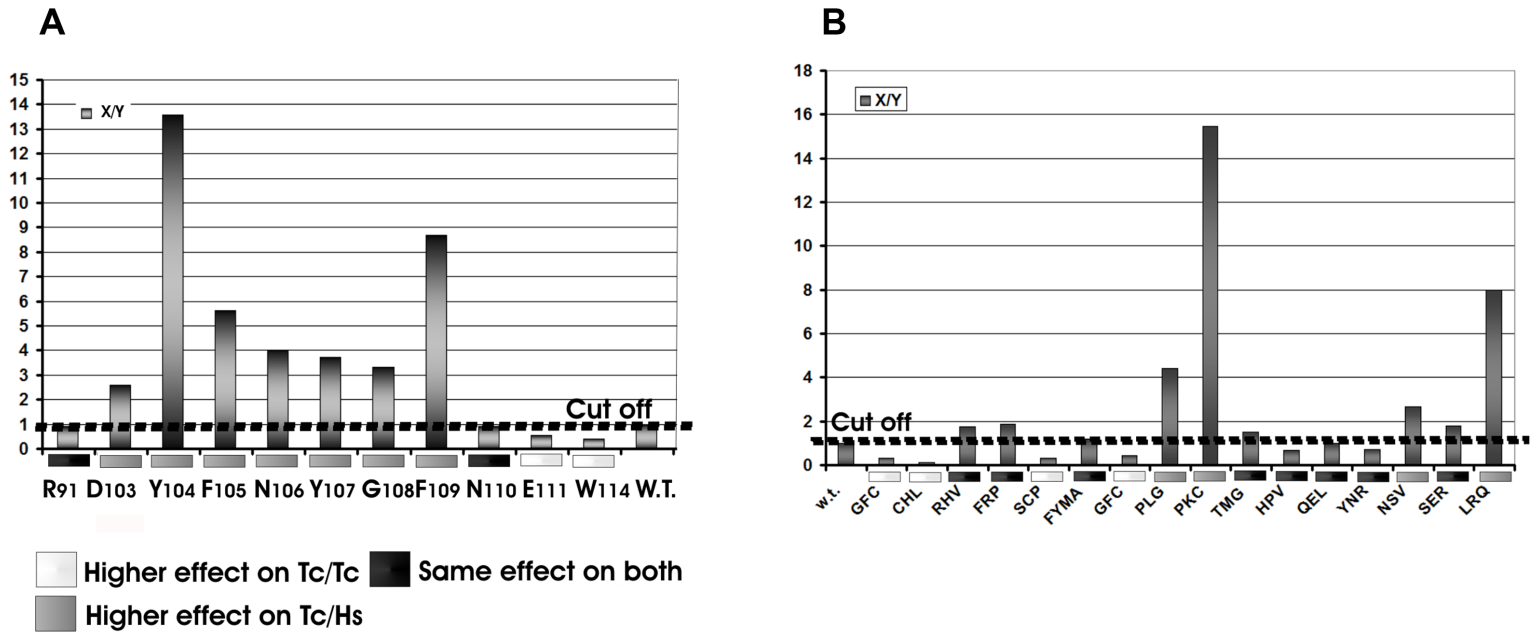 A
15
14
13
12
11
10
9
8
7
6
5
4
3
2
1
0
X/Y
Cut off
R91 D103 Y104 F105 N106 Y107 G108 F109 N110 E111 W114 W.T.
Higher effect on Tc/Tc
Same effect on both
Higher effect on Tc/Hs
B
18
16
14
12
10
8
6
4
2
0
X/Y
Cut off
w.t. GFC CHL RHV FRP SCP FYMA GFC PLG PKC TMG HPV QEL YNR NSV SER LRQ